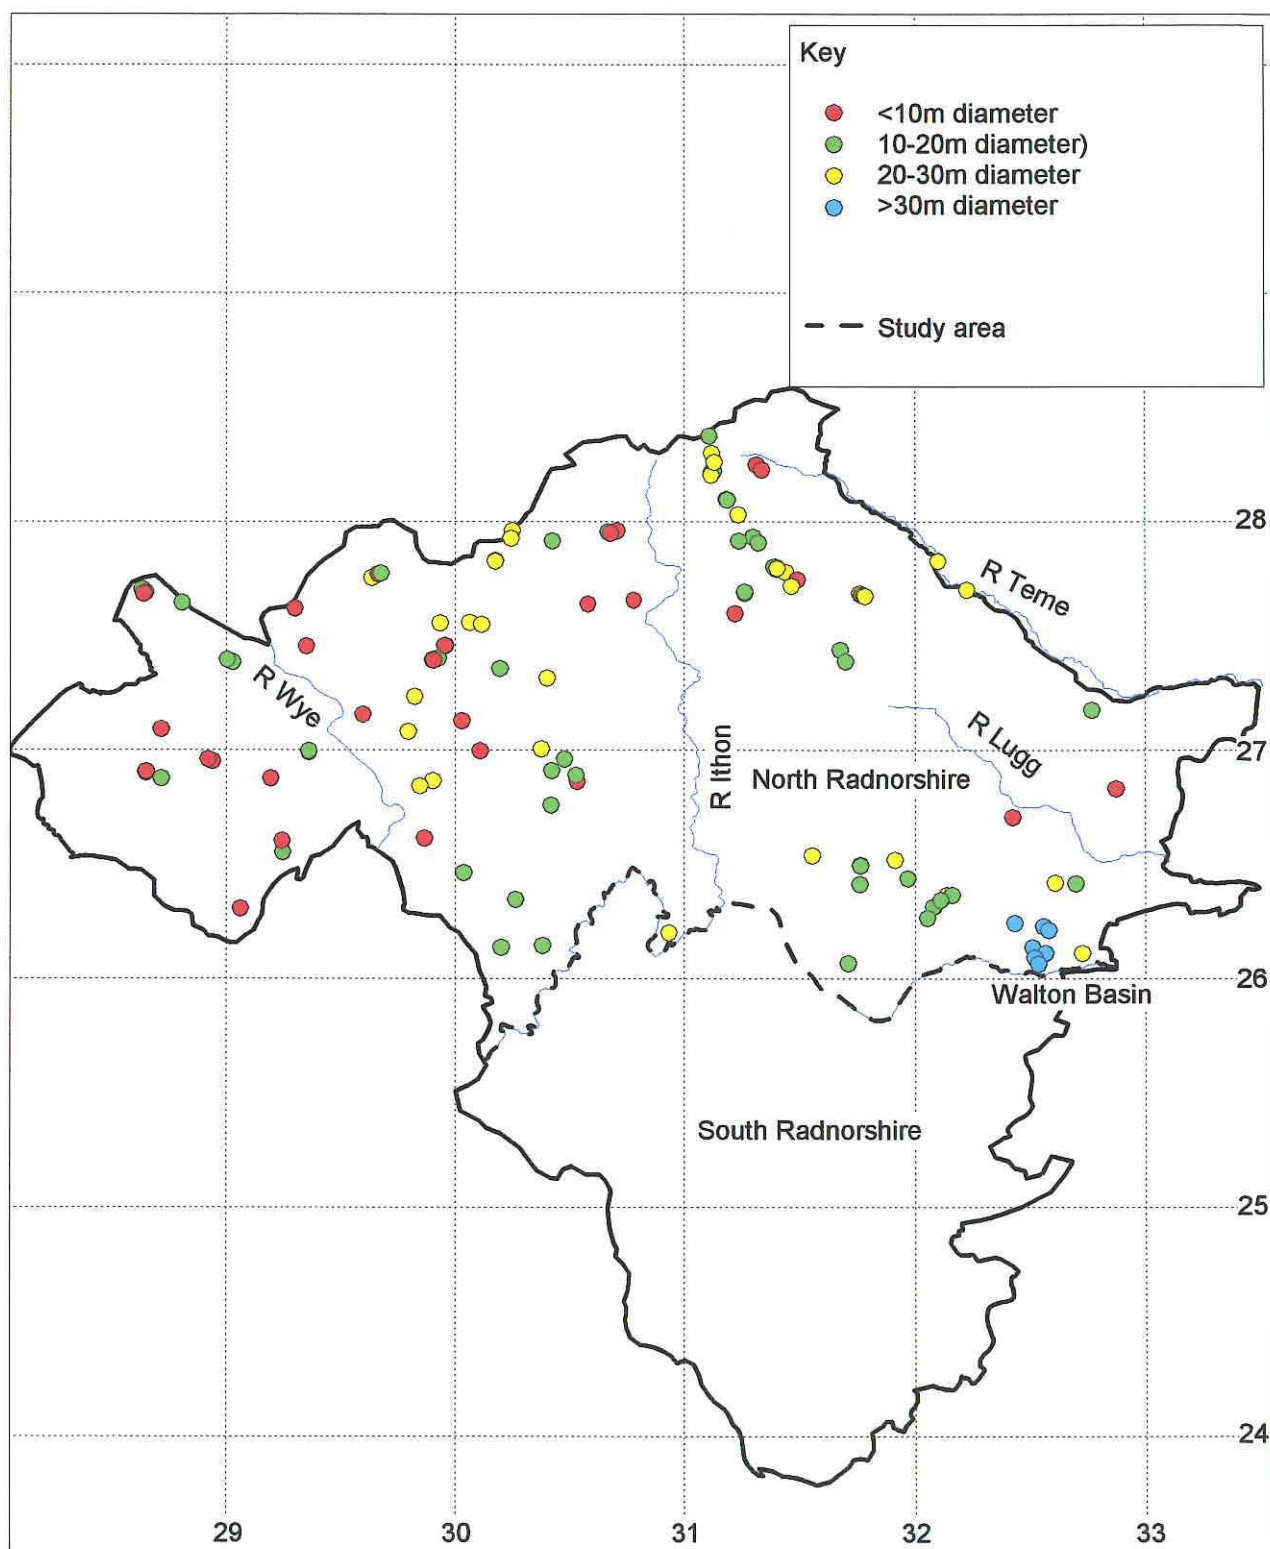 Key
<10m diameter
10-20m diameter)
20-30m diameter
>30m diameter
Study area
28
R Teme
R Wye
R Ithon
R Lugg
27
North Radnorshire
26
Walton Basin
South Radnorshire
25
24
29
30
31
32
33